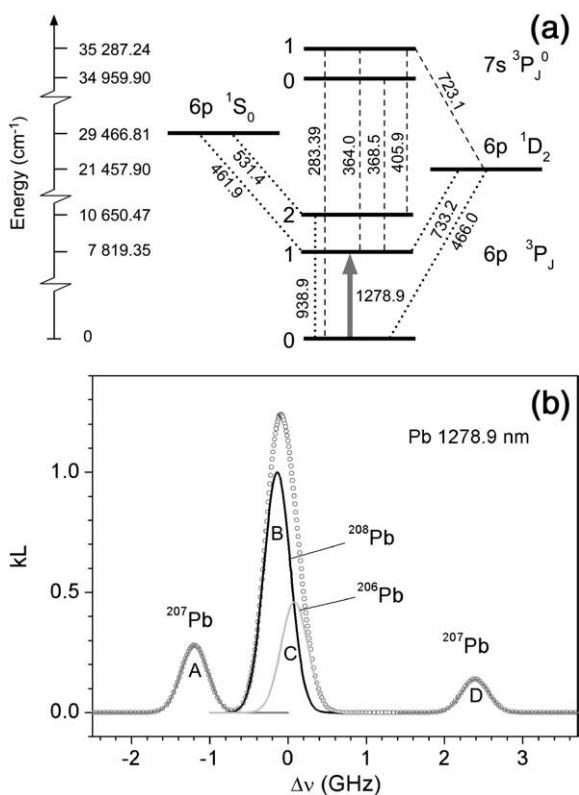 (a)
35 287.24
34 959.90
29 466.81
21 457.90
10 650.47
7 819.35
0
Energy (cm⁻¹)
1
0
7s ³P_J⁰
6p ¹S₀
723.1
6p ¹D₂
531.4
461.9
283.39
364.0
368.5
405.9
2
1
733.2
466.0
6p ³P_J
938.9
1278.9
0
(b)
Pb 1278.9 nm
1.0
0.5
0.0
kL
B
²⁰⁸Pb
²⁰⁶Pb
²⁰⁷Pb
²⁰⁷Pb
C
A
D
-2 -1 0 1 2 3
Δν (GHz)